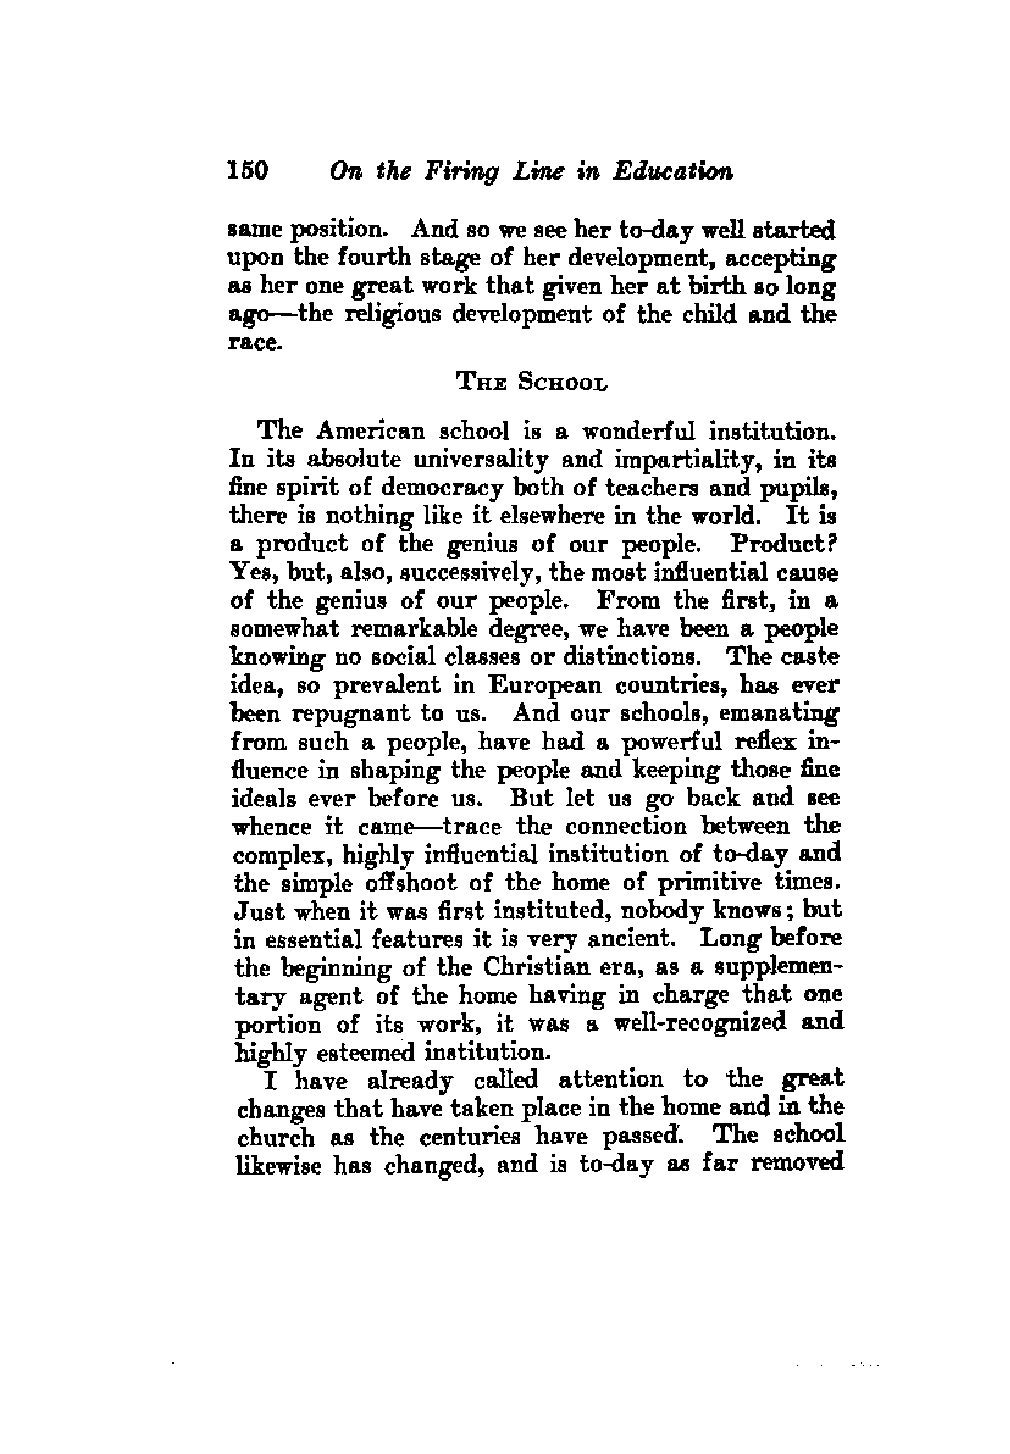 150 On the Firing Line in Education
same position. And so we see her to-day well started
upon the fourth stage of her development, accepting
as her one great work that given her at birth so long
ago—the religious development of the child and the
race.
The School
The American school is a wonderful institution.
In its absolute universality and impartiality, in its
fine spirit of democracy both of teachers and pupils,
there is nothing like it elsewhere in the world. It is
a product of the genius of our people. Product?
Yes, but, also, successively, the most influential cause
of the genius of our people. From the first, in a
somewhat remarkable degree, we have been a people
knowing no social classes or distinctions. The caste
idea, so prevalent in European countries, has ever
been repugnant to us. And our schools, emanating
from such a people, have had a powerful reflex in-
fluence in shaping the people and keeping those fine
ideals ever before us. But let us go back and see
whence it came—trace the connection between the
complex, highly influential institution of to-day and
the simple offshoot of the home of primitive times.
Just when it was first instituted, nobody knows; but
in essential features it is very ancient. Long before
the beginning of the Christian era, as a supplemen-
tary agent of the home having in charge that one
portion of its work, it was a well-recognized and
highly esteemed institution.
I have already called attention to the great
changes that have taken place in the home and in the
church as the centuries have passed. The school
likewise has changed, and is to-day as far removed